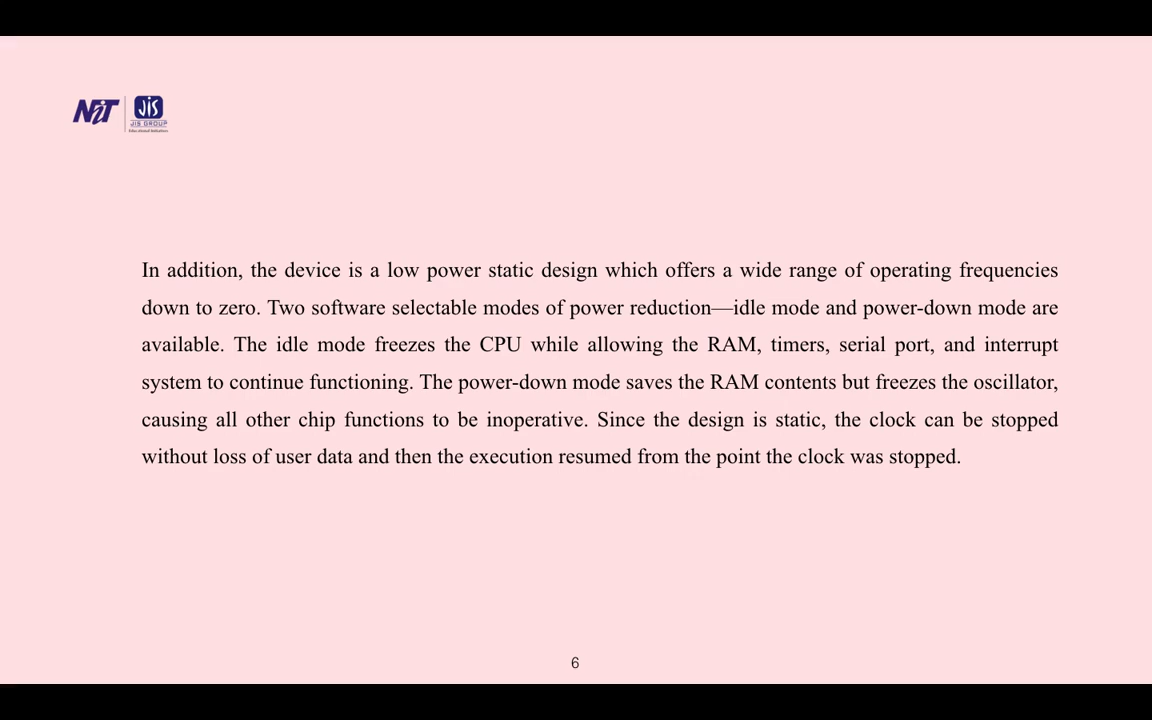 NiT
JIS
JIS GROUP
Educational Initiatives
In addition, the device is a low power static design which offers a wide range of operating frequencies
down to zero. Two software selectable modes of power reduction—idle mode and power-down mode are
available. The idle mode freezes the CPU while allowing the RAM, timers, serial port, and interrupt
system to continue functioning. The power-down mode saves the RAM contents but freezes the oscillator,
causing all other chip functions to be inoperative. Since the design is static, the clock can be stopped
without loss of user data and then the execution resumed from the point the clock was stopped.
6